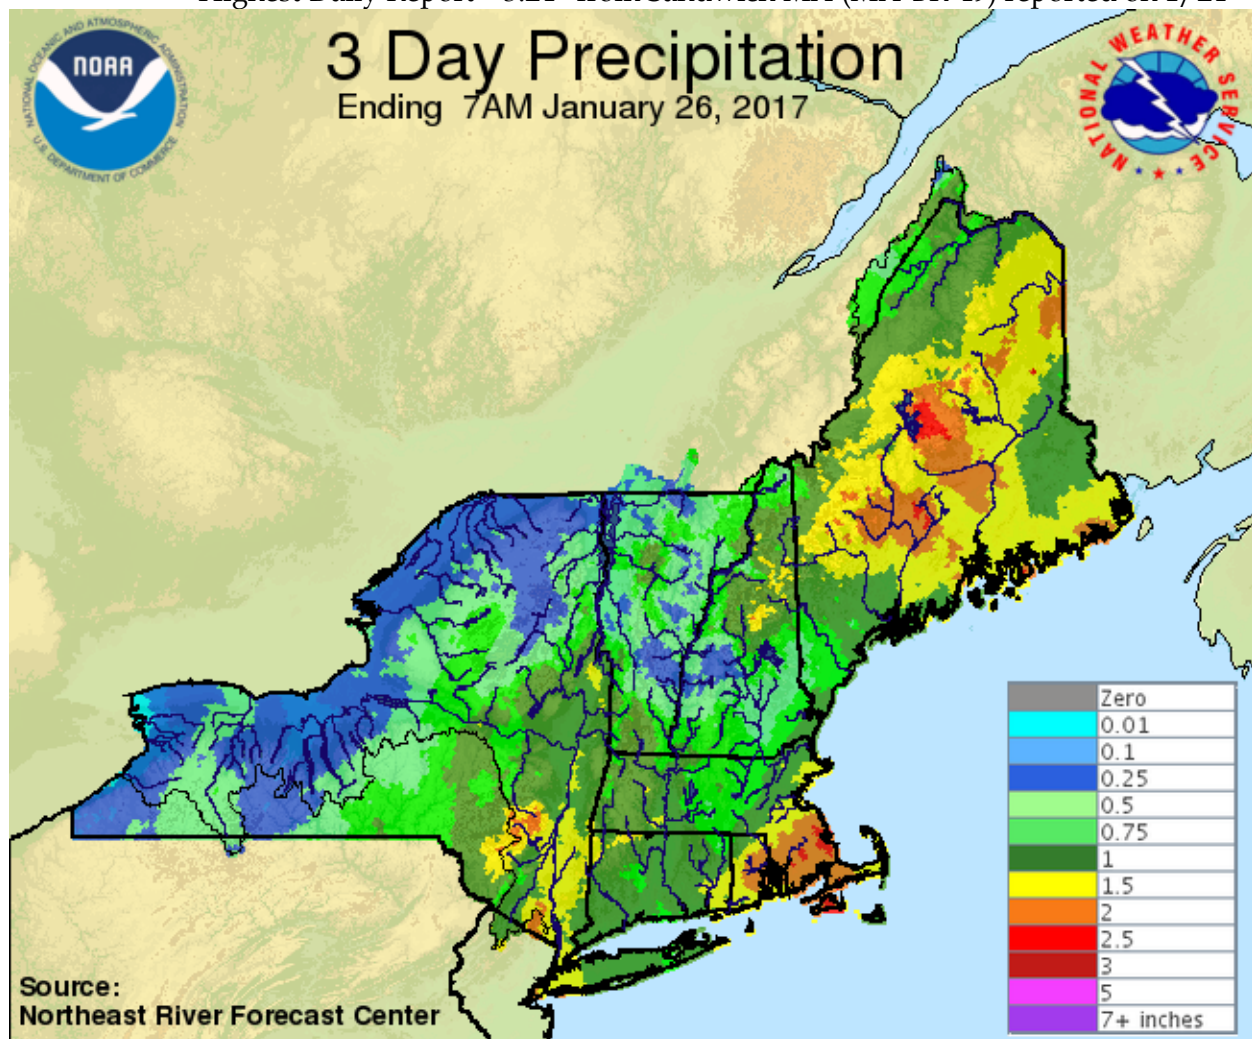 3 Day Precipitation
Ending 7AM January 26, 2017
NOAA
NATIONAL OCEANIC AND ATMOSPHERIC ADMINISTRATION
U.S. DEPARTMENT OF COMMERCE
NATIONAL WEATHER SERVICE
Zero
0.01
0.1
0.25
0.5
0.75
1
1.5
2
2.5
3
5
7+ inches
Source:
Northeast River Forecast Center